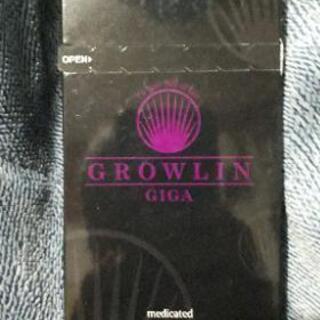 OPEN
GROWLIN
GIGA
medicated